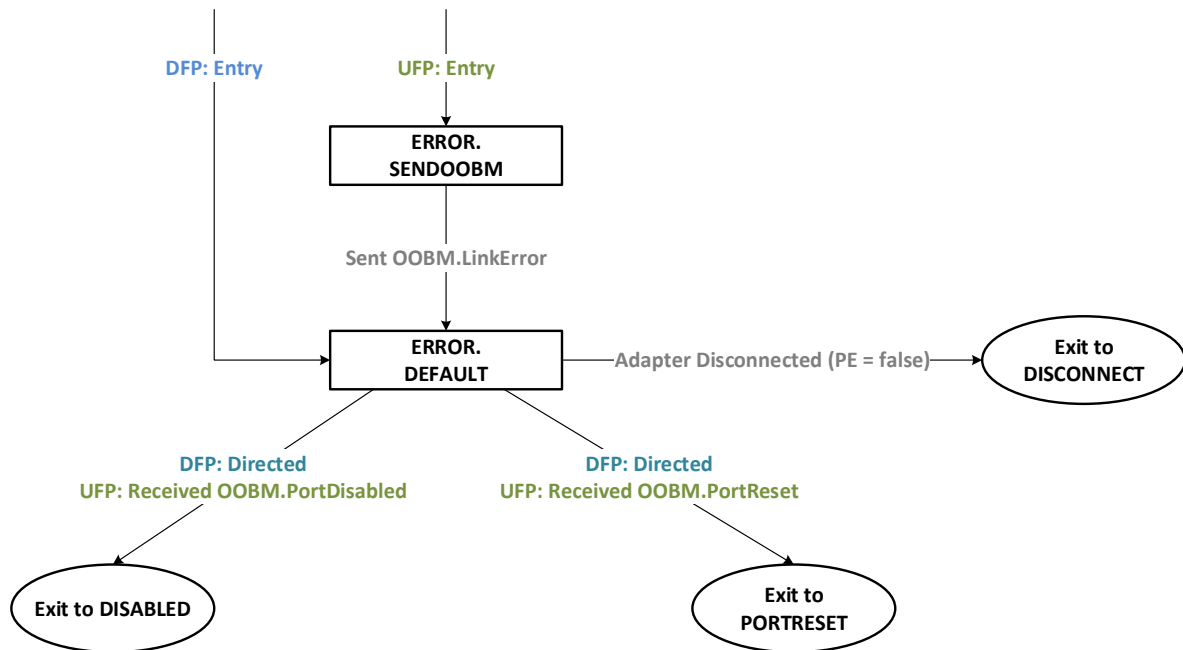 DFP: Entry
UFP: Entry
ERROR.
SENDOOBM
Sent OOBM.LinkError
ERROR.
DEFAULT
Adapter Disconnected (PE = false)
Exit to
DISCONNECT
DFP: Directed
UFP: Received OOBM.PortDisabled
DFP: Directed
UFP: Received OOBM.PortReset
Exit to DISABLED
Exit to
PORTRESET